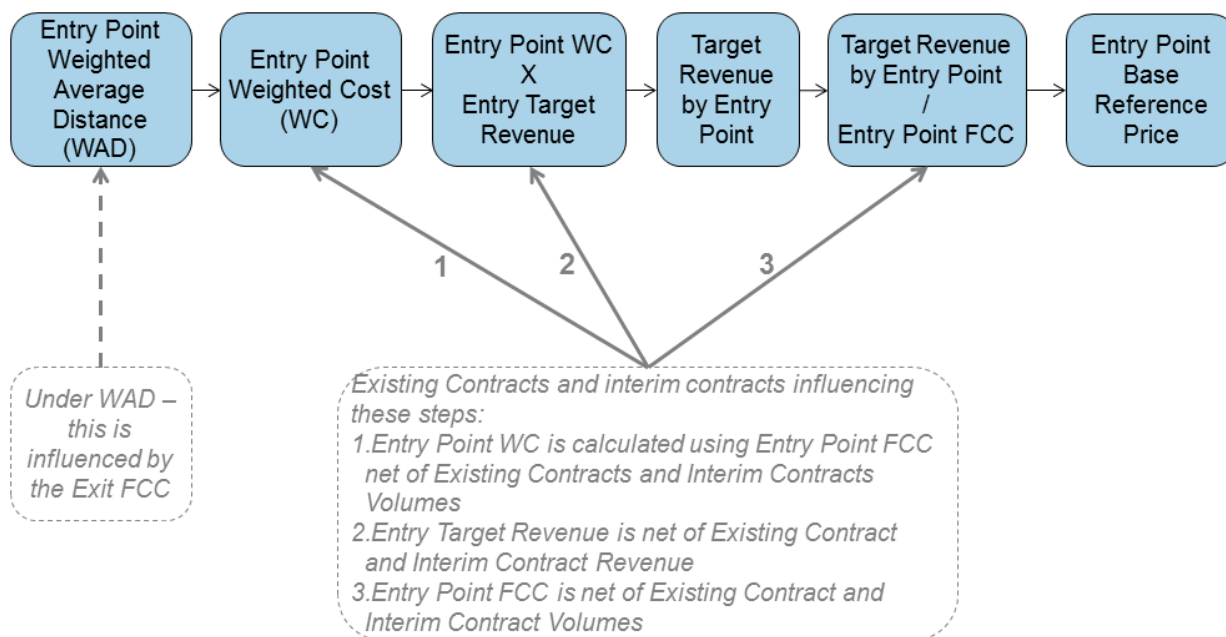 Entry Point
Weighted
Average
Distance
(WAD)
Entry Point
Weighted Cost
(WC)
Entry Point WC
X
Entry Target
Revenue
Target
Revenue
by Entry
Point
Target Revenue
by Entry Point
/
Entry Point FCC
Entry Point
Base
Reference
Price
1
2
3
Under WAD –
this is
influenced by
the Exit FCC
Existing Contracts and interim contracts influencing
these steps:
1.Entry Point WC is calculated using Entry Point FCC
net of Existing Contracts and Interim Contracts
Volumes
2.Entry Target Revenue is net of Existing Contract
and Interim Contract Revenue
3.Entry Point FCC is net of Existing Contract and
Interim Contract Volumes